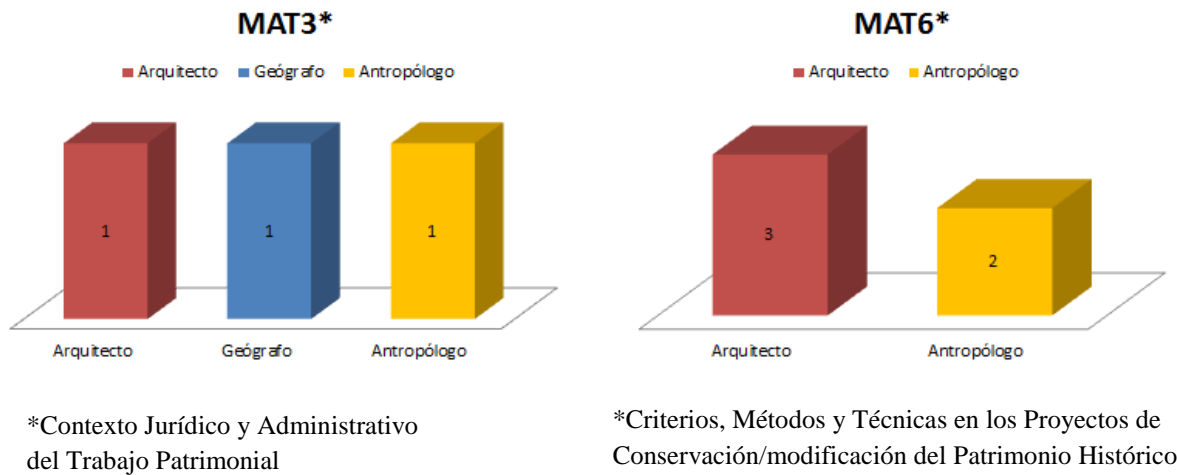 MAT3*
Arquitecto Geógrafo Antropólogo
1 1 1
Arquitecto Geógrafo Antropólogo
*Contexto Jurídico y Administrativo
del Trabajo Patrimonial
MAT6*
Arquitecto Antropólogo
3
2
Arquitecto Antropólogo
*Criterios, Métodos y Técnicas en los Proyectos de
Conservación/modificación del Patrimonio Histórico